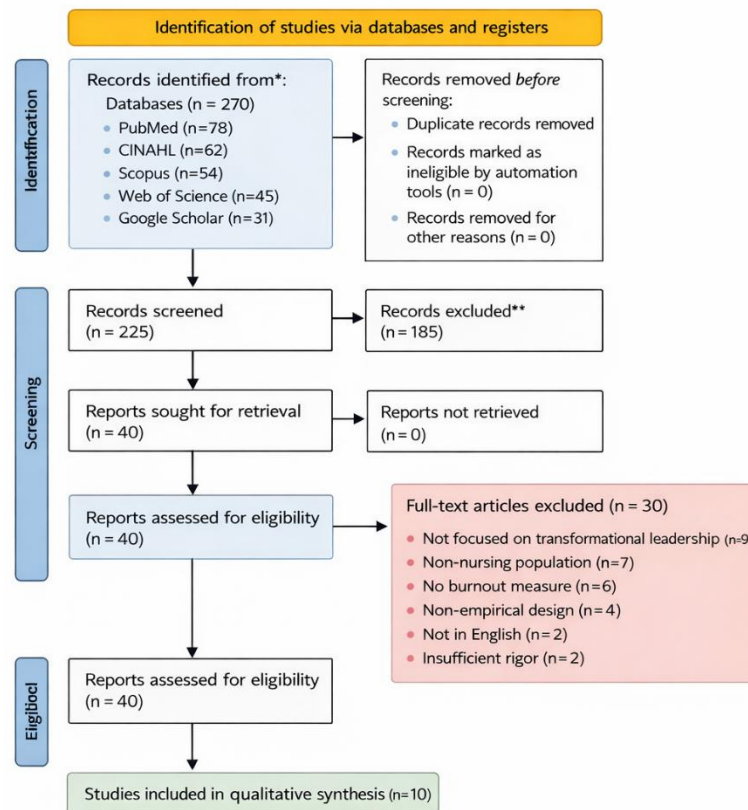 Identification of studies via databases and registers
Identification
Records identified from*:
Databases (n = 270)
PubMed (n=78)
CINAHL (n=62)
Scopus (n=54)
Web of Science (n=45)
Google Scholar (n=31)
Records removed before
screening:
Duplicate records removed
Records marked as
ineligible by automation
tools (n = 0)
Records removed for
other reasons (n = 0)
Screening
Records screened
(n = 225)
Records excluded**
(n = 185)
Reports sought for retrieval
(n = 40)
Reports not retrieved
(n = 0)
Reports assessed for eligibility
(n = 40)
Full-text articles excluded (n = 30)
Not focused on transformational leadership (n=9
Non-nursing population (n=7)
No burnout measure (n=6)
Non-empirical design (n=4)
Not in English (n=2)
Insufficient rigor (n=2)
Reports assessed for eligibility
(n = 40)
Studies included in qualitative synthesis (n=10)